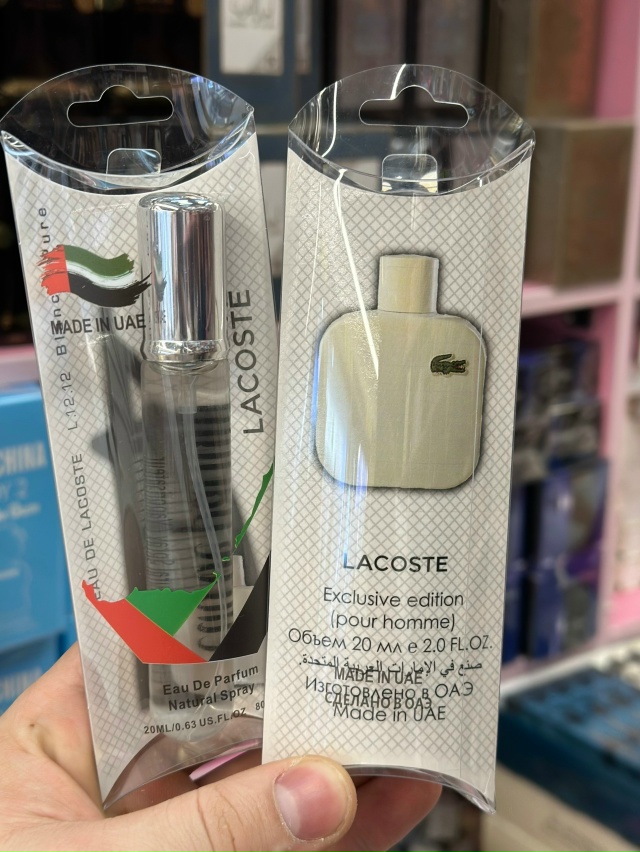 MADE IN UAE
EAU DE LACOSTE L.12.12 Blanc Pure
LACOSTE
Eau De Parfum
Natural Spray
20ML/0.63 US.FL/OZ 80
LACOSTE
Exclusive edition
(pour homme)
Объем 20 мл е 2.0 FL.OZ.
صنع في الإمارات العربية المتحدة.
MADE IN UAE
Изготовлено в ОАЭ
СДЕЛАНО В ОАЭ
Made in UAE
CHINA